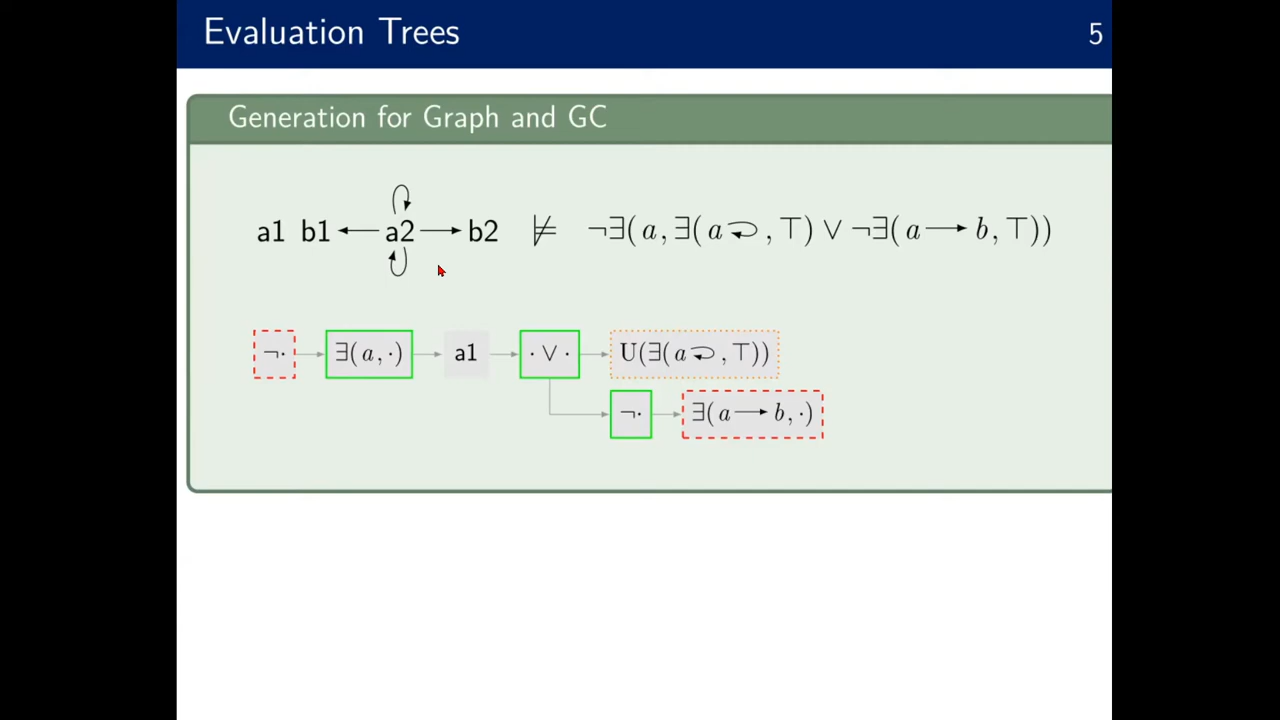 Evaluation Trees 5
Generation for Graph and GC
a1 b1 ← a2 → b2 ⊭ ¬∃(a, ∃(a⟲, ⊤) ∨ ¬∃(a → b, ⊤))
¬· ∃(a, ·) a1 · ∨ · U(∃(a⟲, ⊤))
¬· ∃(a → b, ·)